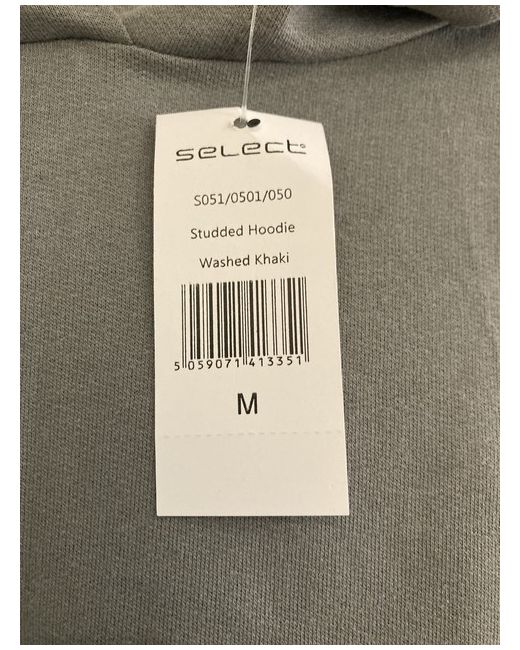 SELECT
S051/0501/050
Studded Hoodie
Washed Khaki
5 059071 413351
M